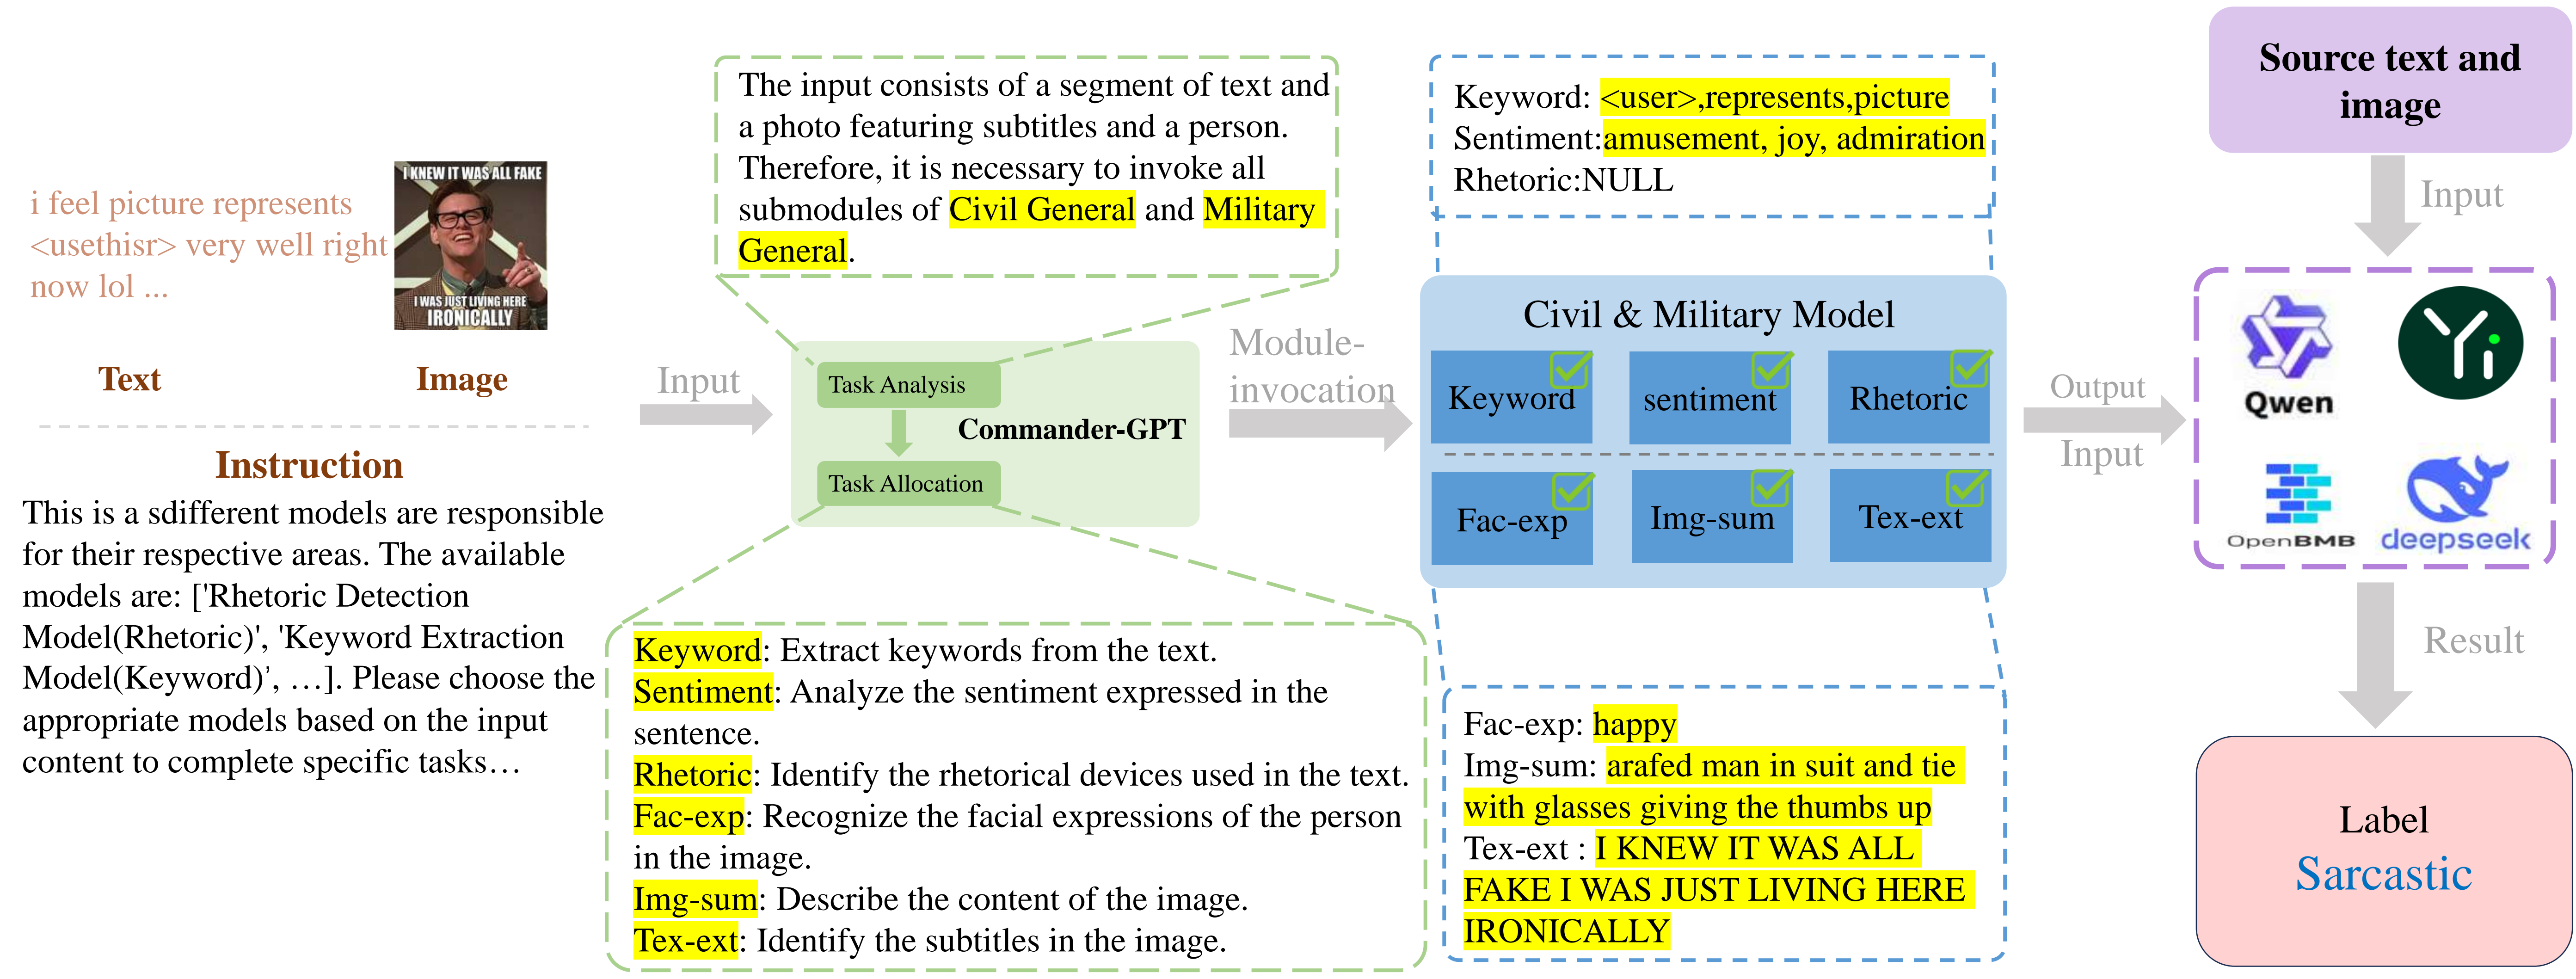 i feel picture represents
<usethisr> very well right
now lol ...
I KNEW IT WAS ALL FAKE
I WAS JUST LIVING HERE
IRONICALLY
Text
Image
Instruction
This is a sdifferent models are responsible
for their respective areas. The available
models are: ['Rhetoric Detection
Model(Rhetoric)', 'Keyword Extraction
Model(Keyword)', …]. Please choose the
appropriate models based on the input
content to complete specific tasks…
Input
The input consists of a segment of text and
a photo featuring subtitles and a person.
Therefore, it is necessary to invoke all
submodules of Civil General and Military
General.
Task Analysis
Commander-GPT
Task Allocation
Keyword: Extract keywords from the text.
Sentiment: Analyze the sentiment expressed in the
sentence.
Rhetoric: Identify the rhetorical devices used in the text.
Fac-exp: Recognize the facial expressions of the person
in the image.
Img-sum: Describe the content of the image.
Tex-ext: Identify the subtitles in the image.
Module-
invocation
Keyword: <user>,represents,picture
Sentiment:amusement, joy, admiration
Rhetoric:NULL
Civil & Military Model
Keyword
sentiment
Rhetoric
Fac-exp
Img-sum
Tex-ext
Fac-exp: happy
Img-sum: arafed man in suit and tie
with glasses giving the thumbs up
Tex-ext : I KNEW IT WAS ALL
FAKE I WAS JUST LIVING HERE
IRONICALLY
Output
Input
Source text and
image
Input
Qwen
Yi
OpenBMB
deepseek
Result
Label
Sarcastic